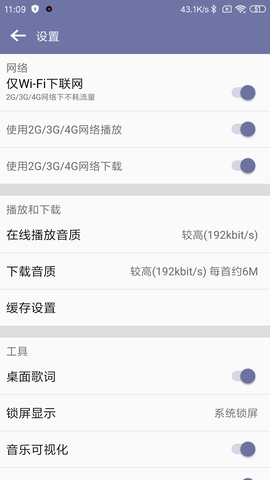 11:09
43.1K/s
设置
网络
仅Wi-Fi下联网
2G/3G/4G网络下不耗流量
使用2G/3G/4G网络播放
使用2G/3G/4G网络下载
播放和下载
在线播放音质 较高(192kbit/s)
下载音质 较高(192kbit/s) 每首约6M
缓存设置
工具
桌面歌词
锁屏显示 系统锁屏
音乐可视化